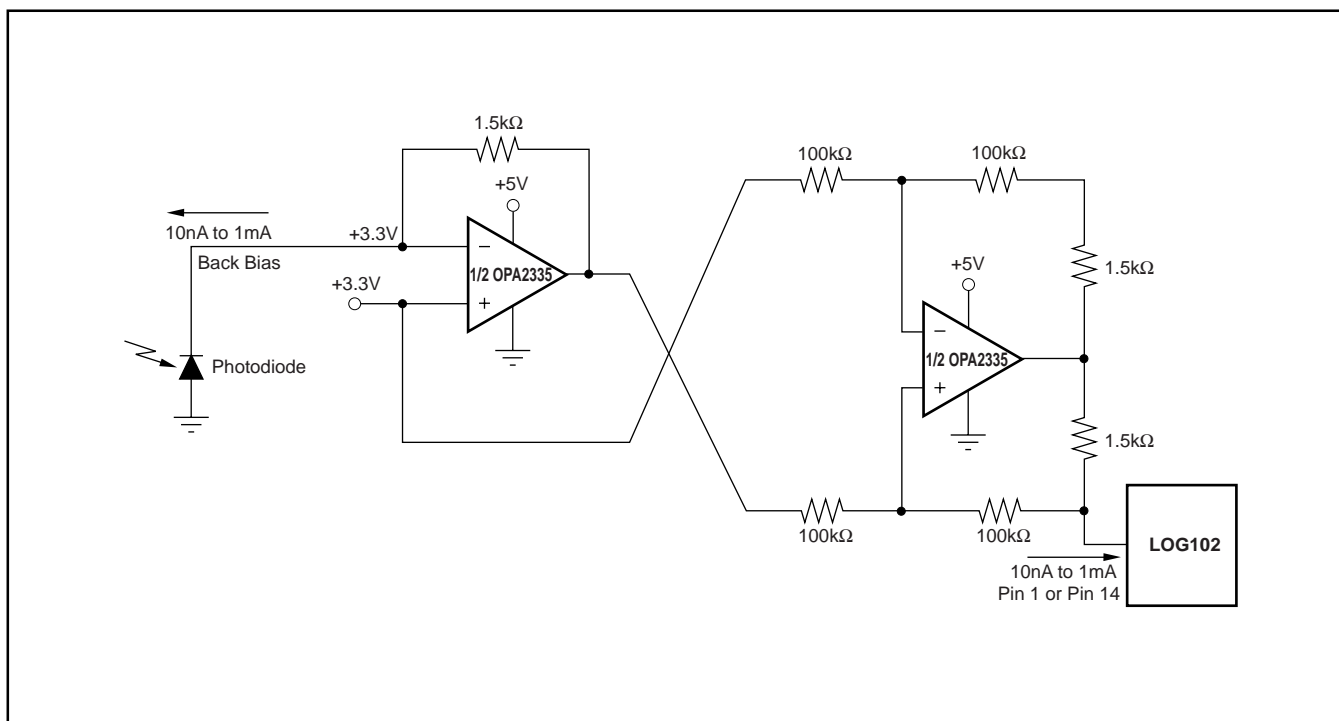 1.5kΩ
+5V
10nA to 1mA
Back Bias
+3.3V
−
1/2 OPA2335
+
+3.3V
Photodiode
100kΩ
100kΩ
1.5kΩ
+5V
−
1/2 OPA2335
+
1.5kΩ
100kΩ
100kΩ
10nA to 1mA
Pin 1 or Pin 14
LOG102